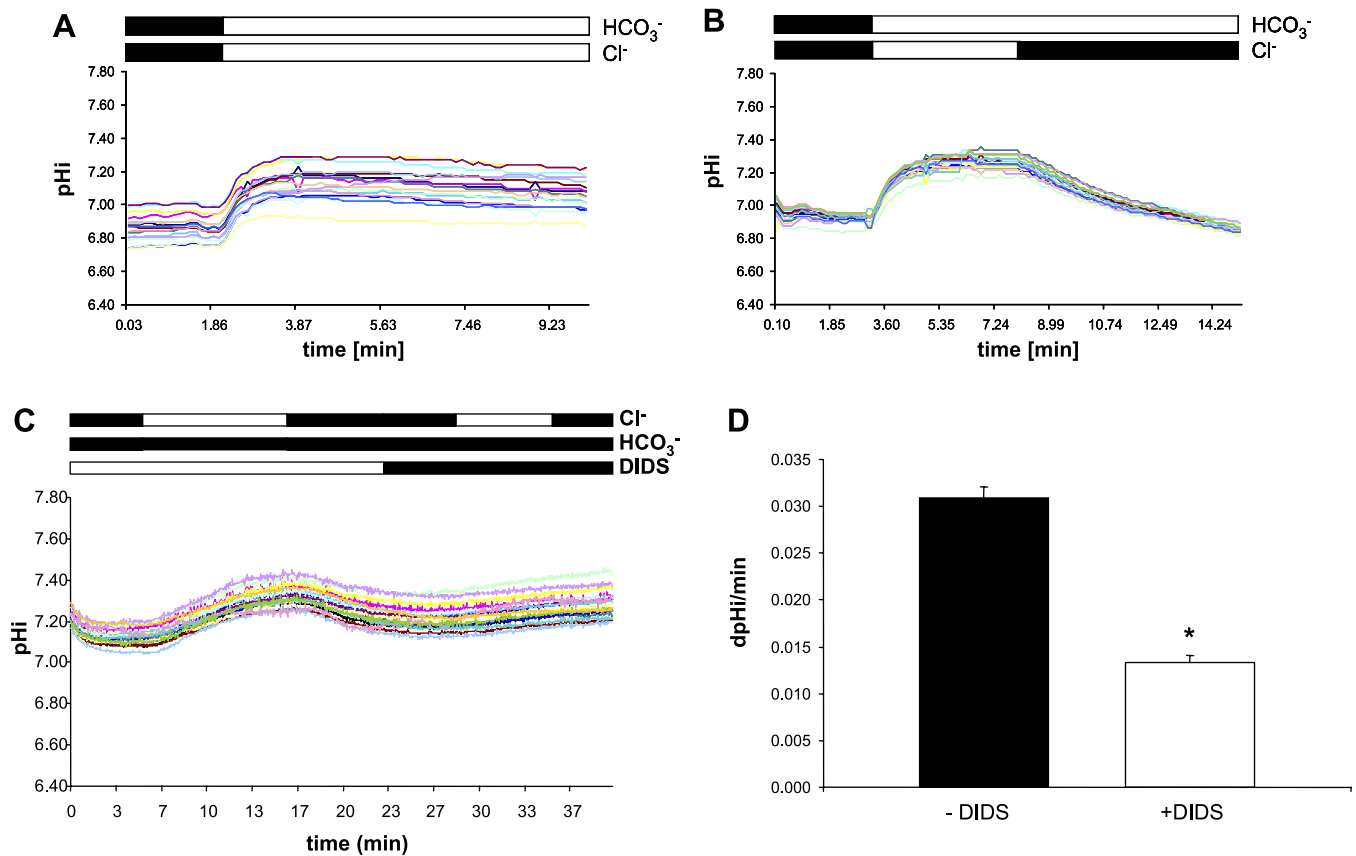 A
HCO₃⁻
Cl⁻
7.80
7.60
7.40
7.20
7.00
6.80
6.60
6.40
pHi
0.03 1.86 3.87 5.63 7.46 9.23
time [min]
B
HCO₃⁻
Cl⁻
7.80
7.60
7.40
7.20
7.00
6.80
6.60
6.40
pHi
0.10 1.85 3.60 5.35 7.24 8.99 10.74 12.49 14.24
time [min]
C
Cl⁻
HCO₃⁻
DIDS
7.80
7.60
7.40
7.20
7.00
6.80
6.60
6.40
pHi
0 3 7 10 13 17 20 27 30 33 37
time (min)
D
0.035
0.030
0.025
0.020
0.015
0.010
0.005
0.000
dpHi/min
*
- DIDS +DIDS